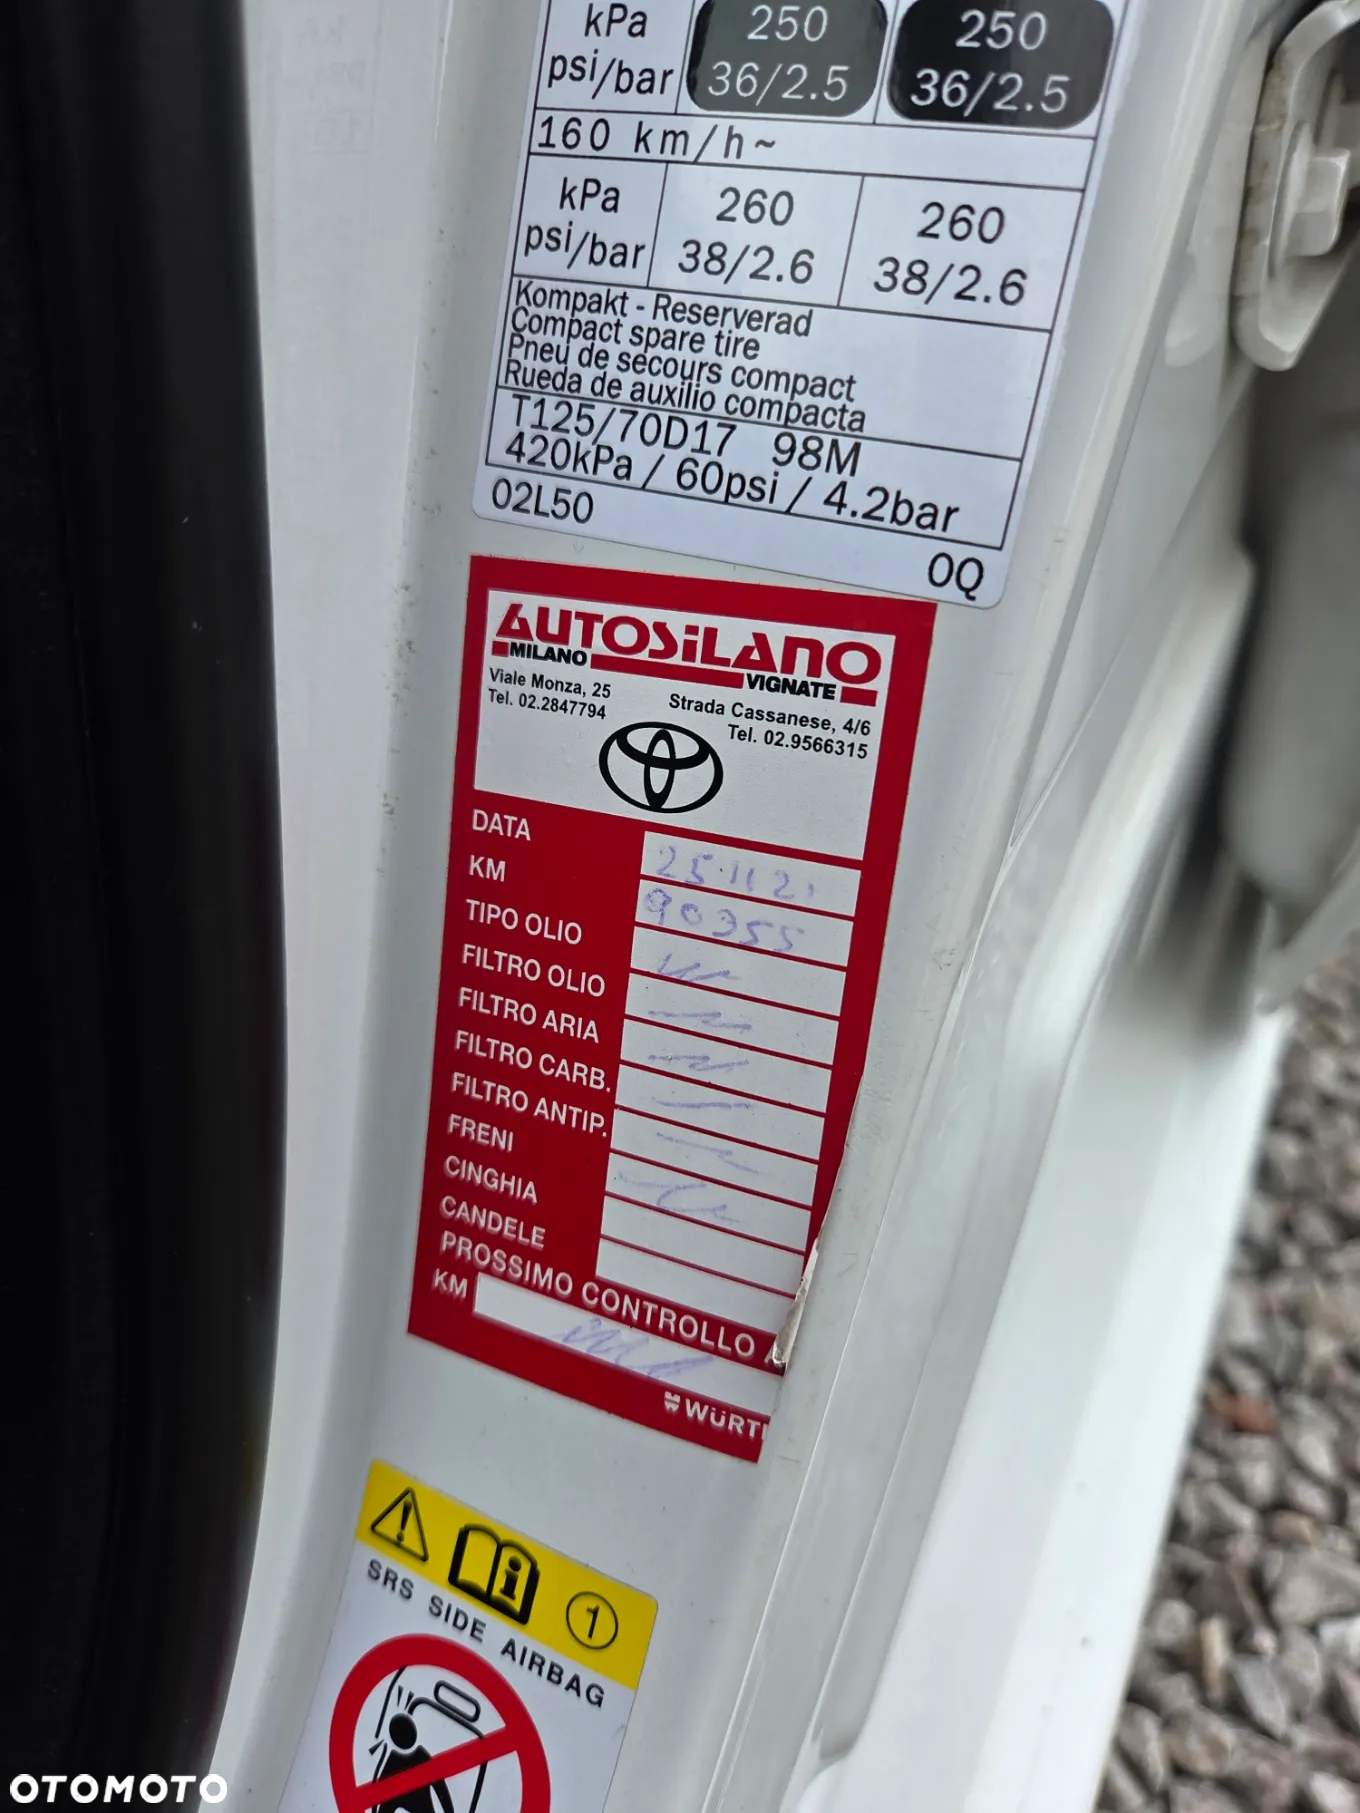 kPa 250 250
psi/bar 36/2.5 36/2.5
160 km/h~
kPa 260 260
psi/bar 38/2.6 38/2.6
Kompakt - Reserverad
Compact spare tire
Pneu de secours compact
Rueda de auxilio compacta
T125/70D17 98M
420kPa / 60psi / 4.2bar
02L50
0Q
AUTOSiLANO
MILANO VIGNATE
Viale Monza, 25
Tel. 02.2847794
Strada Cassanese, 4/6
Tel. 02.9566315
DATA 25.11.21
KM 90355
TIPO OLIO
FILTRO OLIO
FILTRO ARIA
FILTRO CARB.
FILTRO ANTIP.
FRENI
CINGHIA
CANDELE
PROSSIMO CONTROLLO A
KM
WÜRT
SRS SIDE AIRBAG
1
OTOMOTO